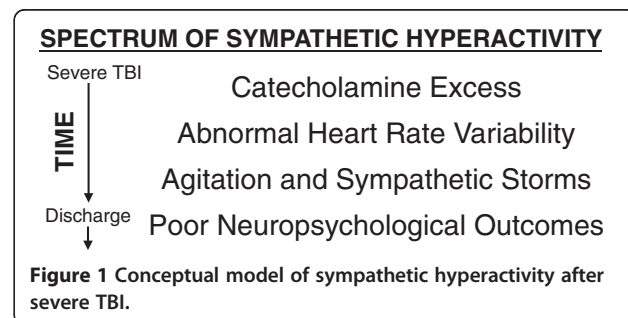 SPECTRUM OF SYMPATHETIC HYPERACTIVITY
Severe TBI
Catecholamine Excess
TIME
Abnormal Heart Rate Variability
Agitation and Sympathetic Storms
Discharge
Poor Neuropsychological Outcomes
Figure 1 Conceptual model of sympathetic hyperactivity after
severe TBI.